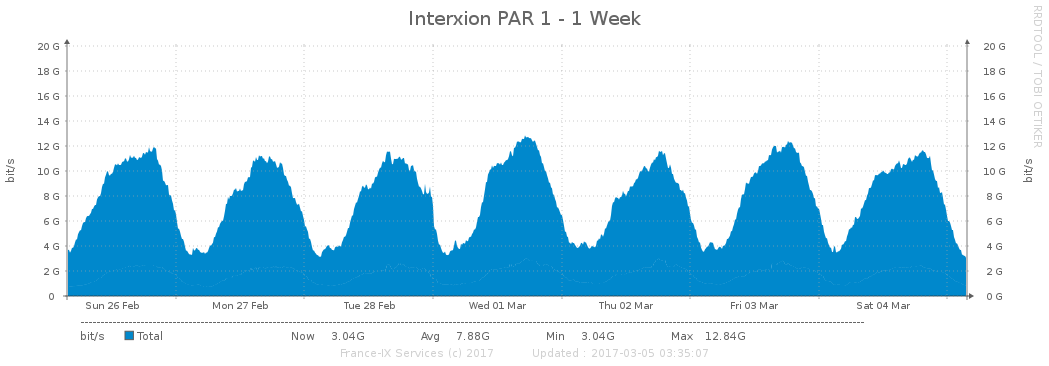 Interxion PAR 1 - 1 Week
RRDTOOL / TOBI OETIKER
bit/s
bit/s
20 G 20 G
18 G 18 G
16 G 16 G
14 G 14 G
12 G 12 G
10 G 10 G
8 G 8 G
6 G 6 G
4 G 4 G
2 G 2 G
0 0 G
Sun 26 Feb Mon 27 Feb Tue 28 Feb Wed 01 Mar Thu 02 Mar Fri 03 Mar Sat 04 Mar
bit/s Total Now 3.04G Avg 7.88G Min 3.04G Max 12.84G
France-IX Services (c) 2017 Updated : 2017-03-05 03:35:07